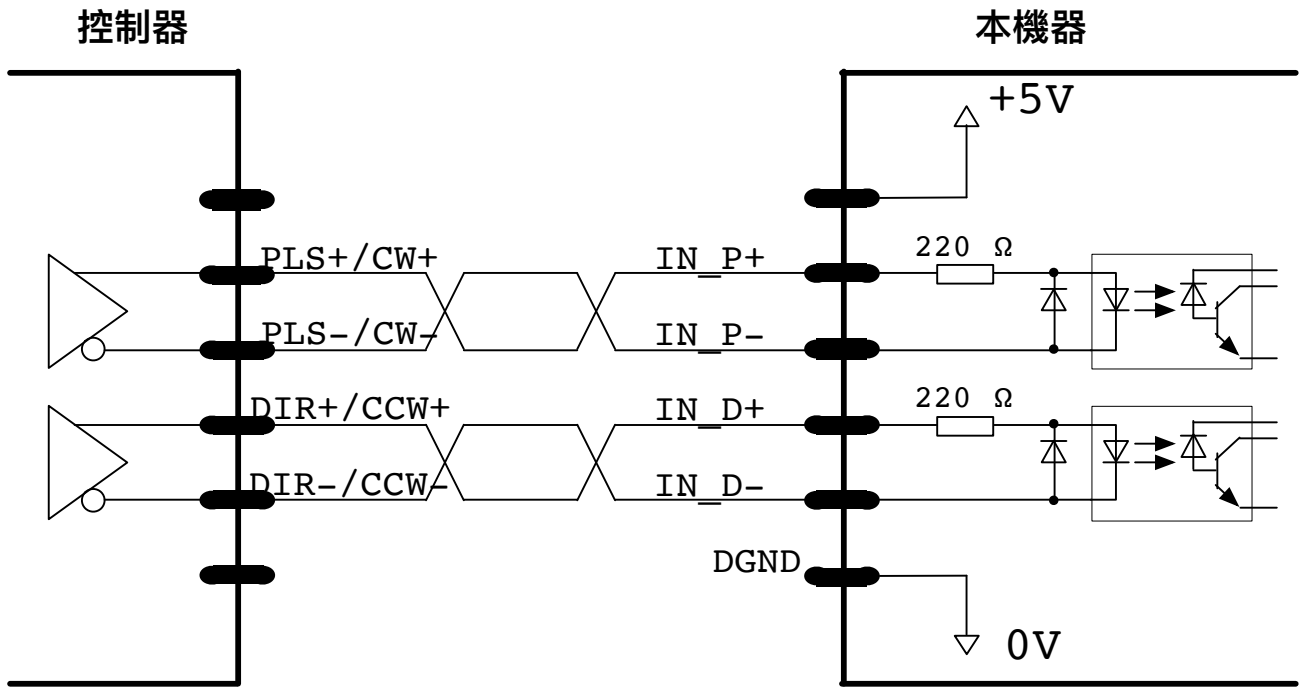 控制器
本機器
+5V
PLS+/CW+
IN_P+
220 Ω
PLS-/CW-
IN_P-
DIR+/CCW+
IN_D+
220 Ω
DIR-/CCW-
IN_D-
DGND
0V